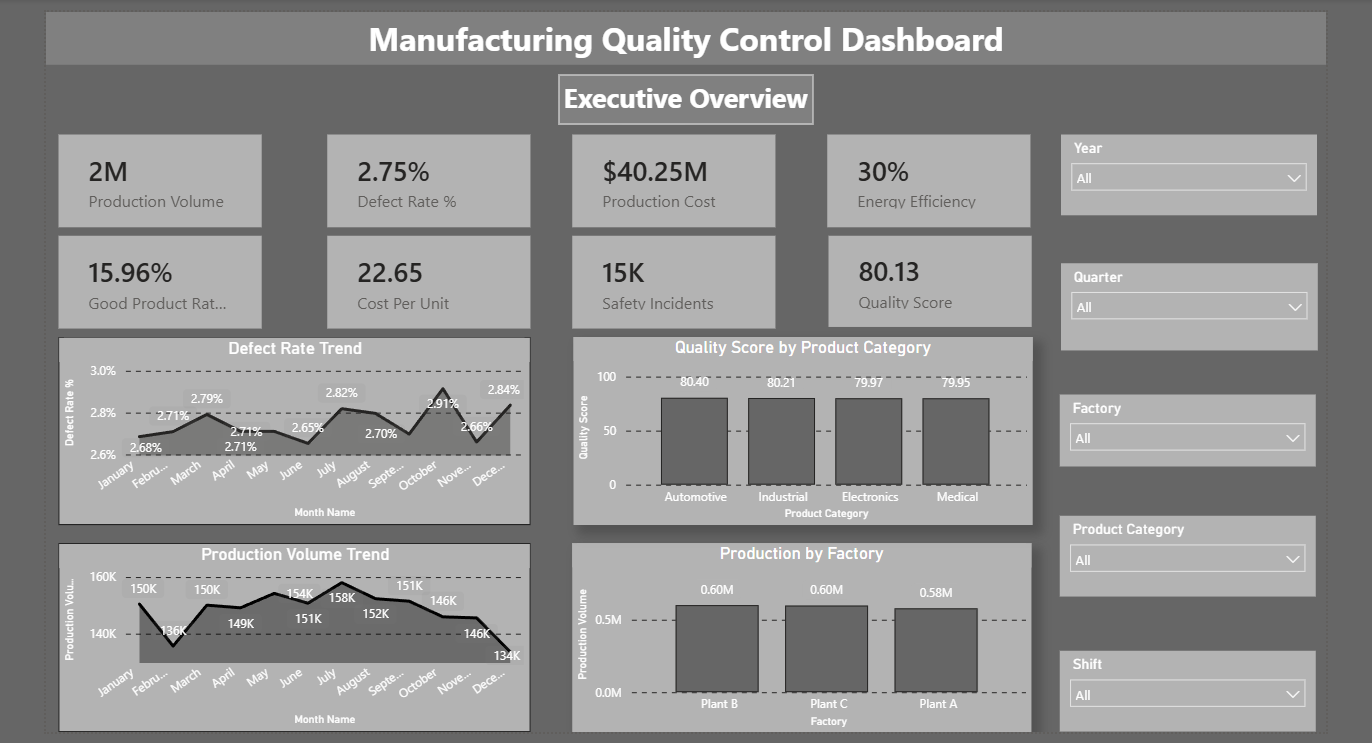 Manufacturing Quality Control Dashboard
Executive Overview
2M
Production Volume
2.75%
Defect Rate %
$40.25M
Production Cost
30%
Energy Efficiency
15.96%
Good Product Rat...
22.65
Cost Per Unit
15K
Safety Incidents
80.13
Quality Score
Year
All
Quarter
All
Factory
All
Product Category
All
Shift
All
Defect Rate Trend
Defect Rate %
3.0%
2.8%
2.6%
2.68%
2.71%
2.79%
2.71%
2.71%
2.65%
2.82%
2.70%
2.91%
2.66%
2.84%
January
Febru...
March
April
May
June
July
August
Septe...
October
Nove...
Dece...
Month Name
Quality Score by Product Category
Quality Score
100
50
0
80.40
80.21
79.97
79.95
Automotive
Industrial
Electronics
Medical
Product Category
Production Volume Trend
Production Volu...
160K
140K
150K
136K
150K
149K
154K
151K
158K
152K
151K
146K
146K
134K
January
Febru...
March
April
May
June
July
August
Septe...
October
Nove...
Dece...
Month Name
Production by Factory
Production Volume
0.5M
0.0M
0.60M
0.60M
0.58M
Plant B
Plant C
Plant A
Factory